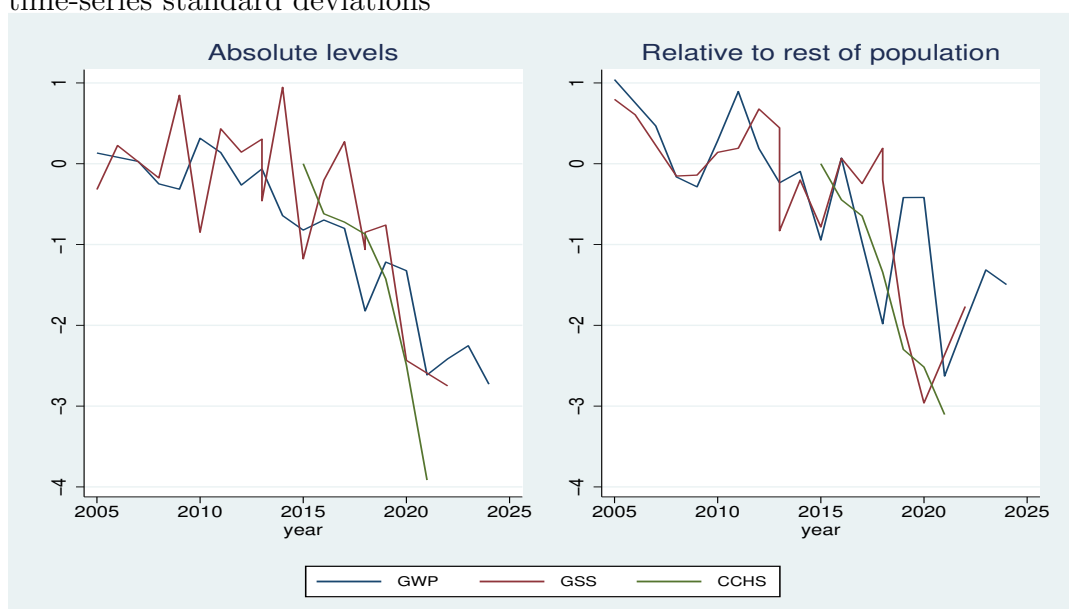 time-series standard deviations
Absolute levels
1
0
-1
-2
-3
-4
2005 2010 2015 2020 2025
year
Relative to rest of population
1
0
-1
-2
-3
-4
2005 2010 2015 2020 2025
year
GWP GSS CCHS